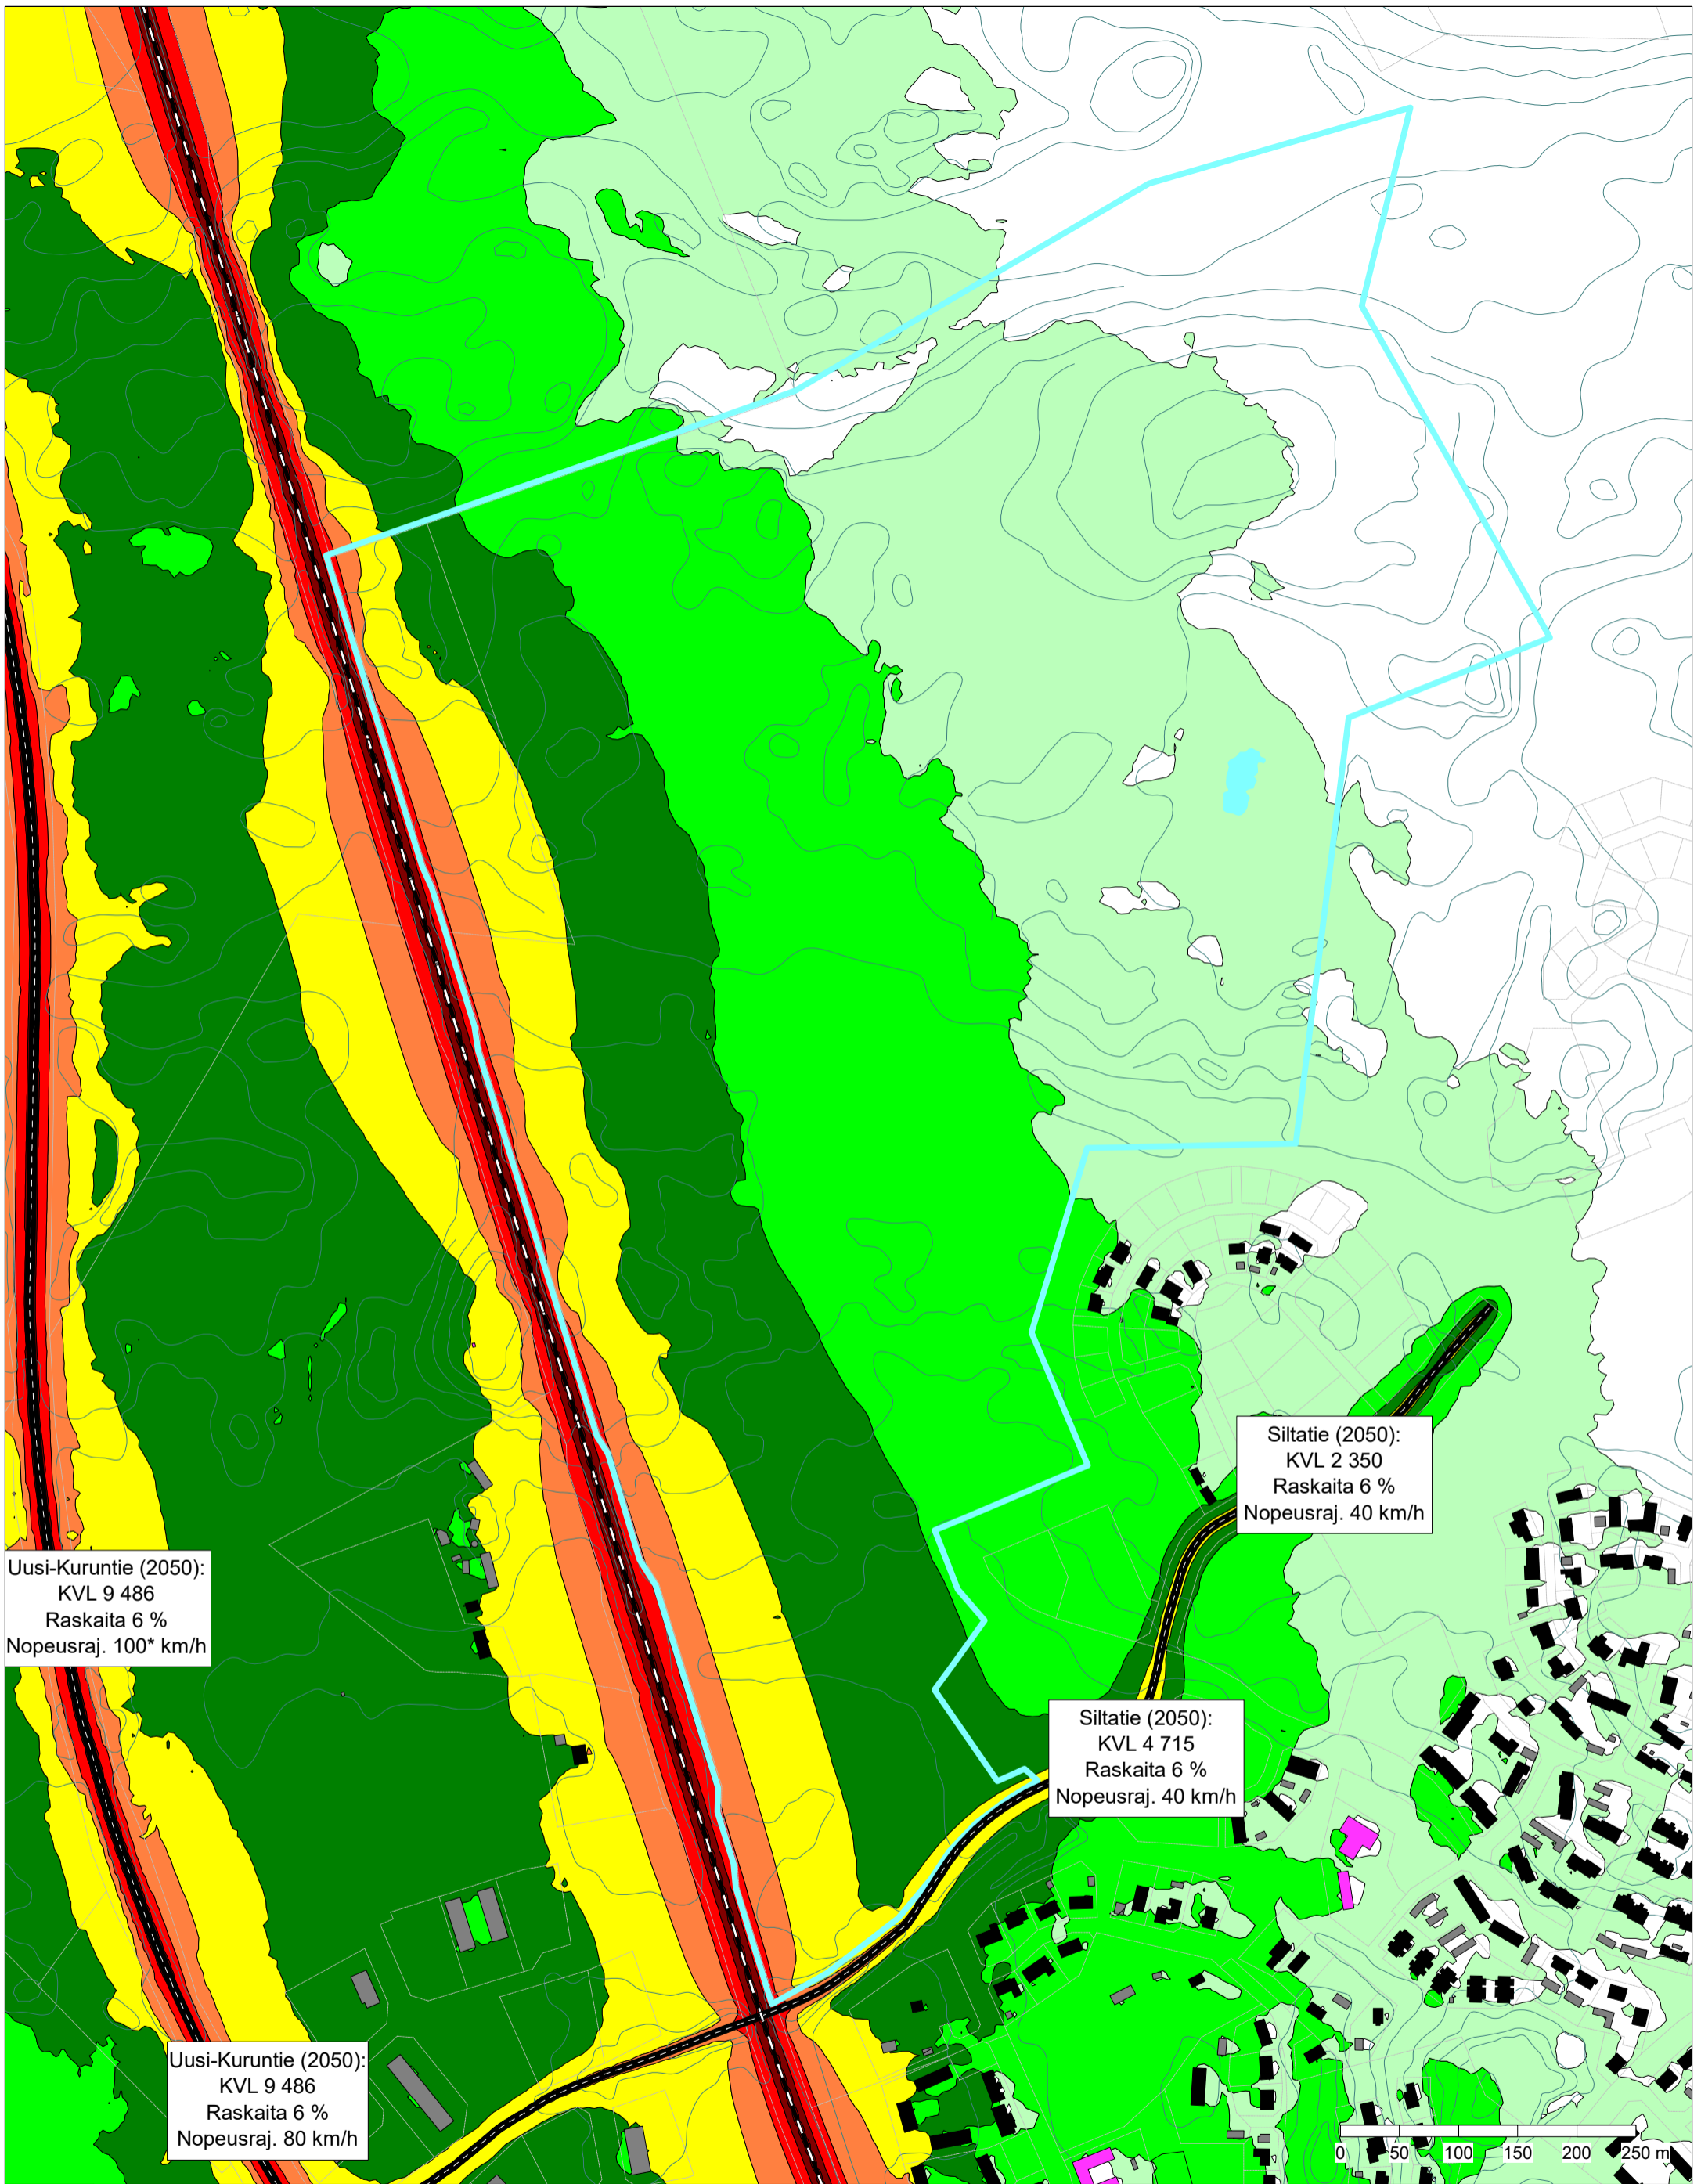 Siltatie (2050):
KVL 2 350
Raskaita 6 %
Nopeusraj. 40 km/h
Uusi-Kuruntie (2050):
KVL 9 486
Raskaita 6 %
Nopeusraj. 100* km/h
Siltatie (2050):
KVL 4 715
Raskaita 6 %
Nopeusraj. 40 km/h
Uusi-Kuruntie (2050):
KVL 9 486
Raskaita 6 %
Nopeusraj. 80 km/h
0 50 100 150 200 250 m